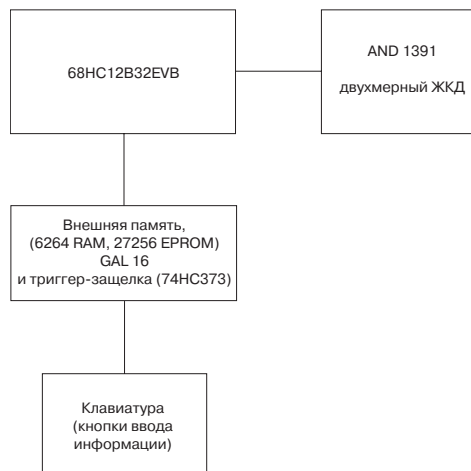 68HC12B32EVB
AND 1391
двухмерный ЖКД
Внешняя память,
(6264 RAM, 27256 EPROM)
GAL 16
и триггер-защелка (74HC373)
Клавиатура
(кнопки ввода
информации)